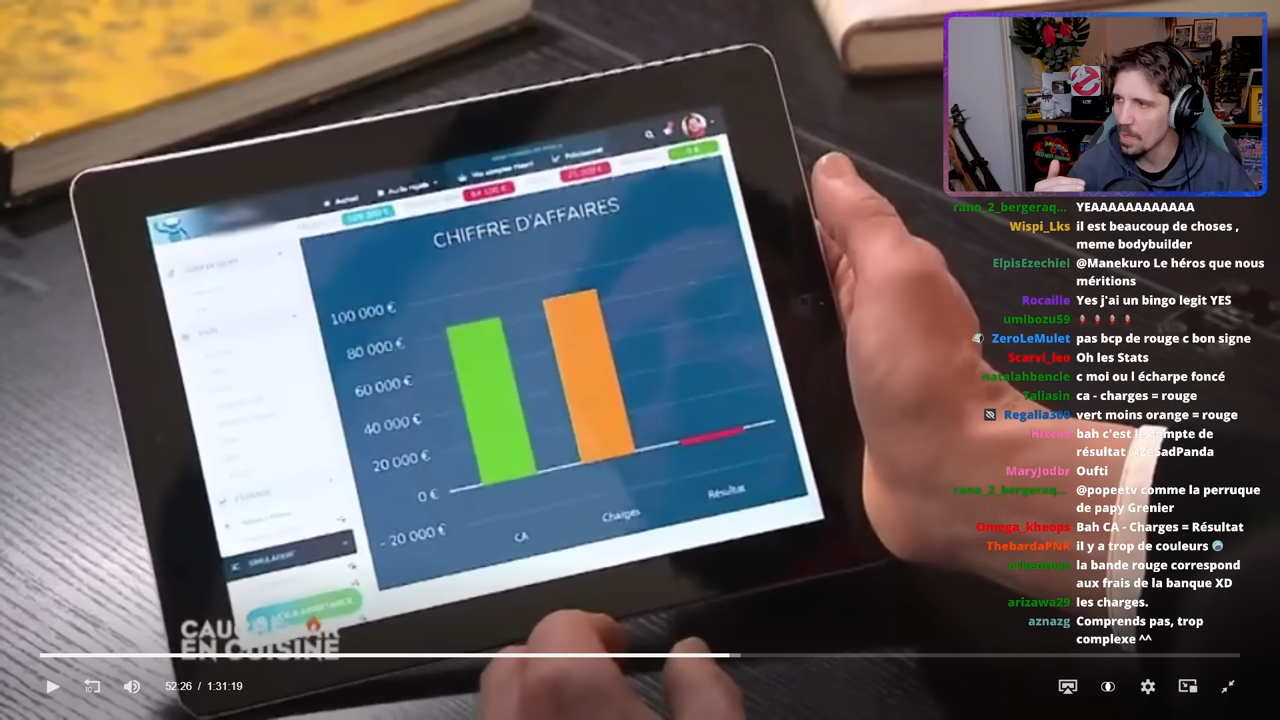 CHIFFRE D'AFFAIRES
100 000 €
80 000 €
60 000 €
40 000 €
20 000 €
0 €
- 20 000 €
CA
Charges
Résultat
SIMULATION
EN CUISINE
52:26 / 1:31:19
10
rano_2_bergeraq... YEAAAAAAAAAAAA
Wispi_Lks il est beaucoup de choses ,
meme bodybuilder
ElpisEzechiel @Manekuro Le héros que nous
méritions
Rocaille Yes j'ai un bingo legit YES
umibozu59
ZeroLeMulet pas bcp de rouge c bon signe
Scarvi_leo Oh les Stats
c moi ou l écharpe foncé
Taliasin ca - charges = rouge
Regalia300 vert moins orange = rouge
bah c'est le compte de
résultat @ZeSadPanda
MaryJodbr Oufti
rano_2_bergeraq... @popeetv comme la perruque
de papy Grenier
Omega_kheops Bah CA - Charges = Résultat
ThebardaPNK il y a trop de couleurs
la bande rouge correspond
aux frais de la banque XD
arizawa29 les charges.
aznazg Comprends pas, trop
complexe ^^